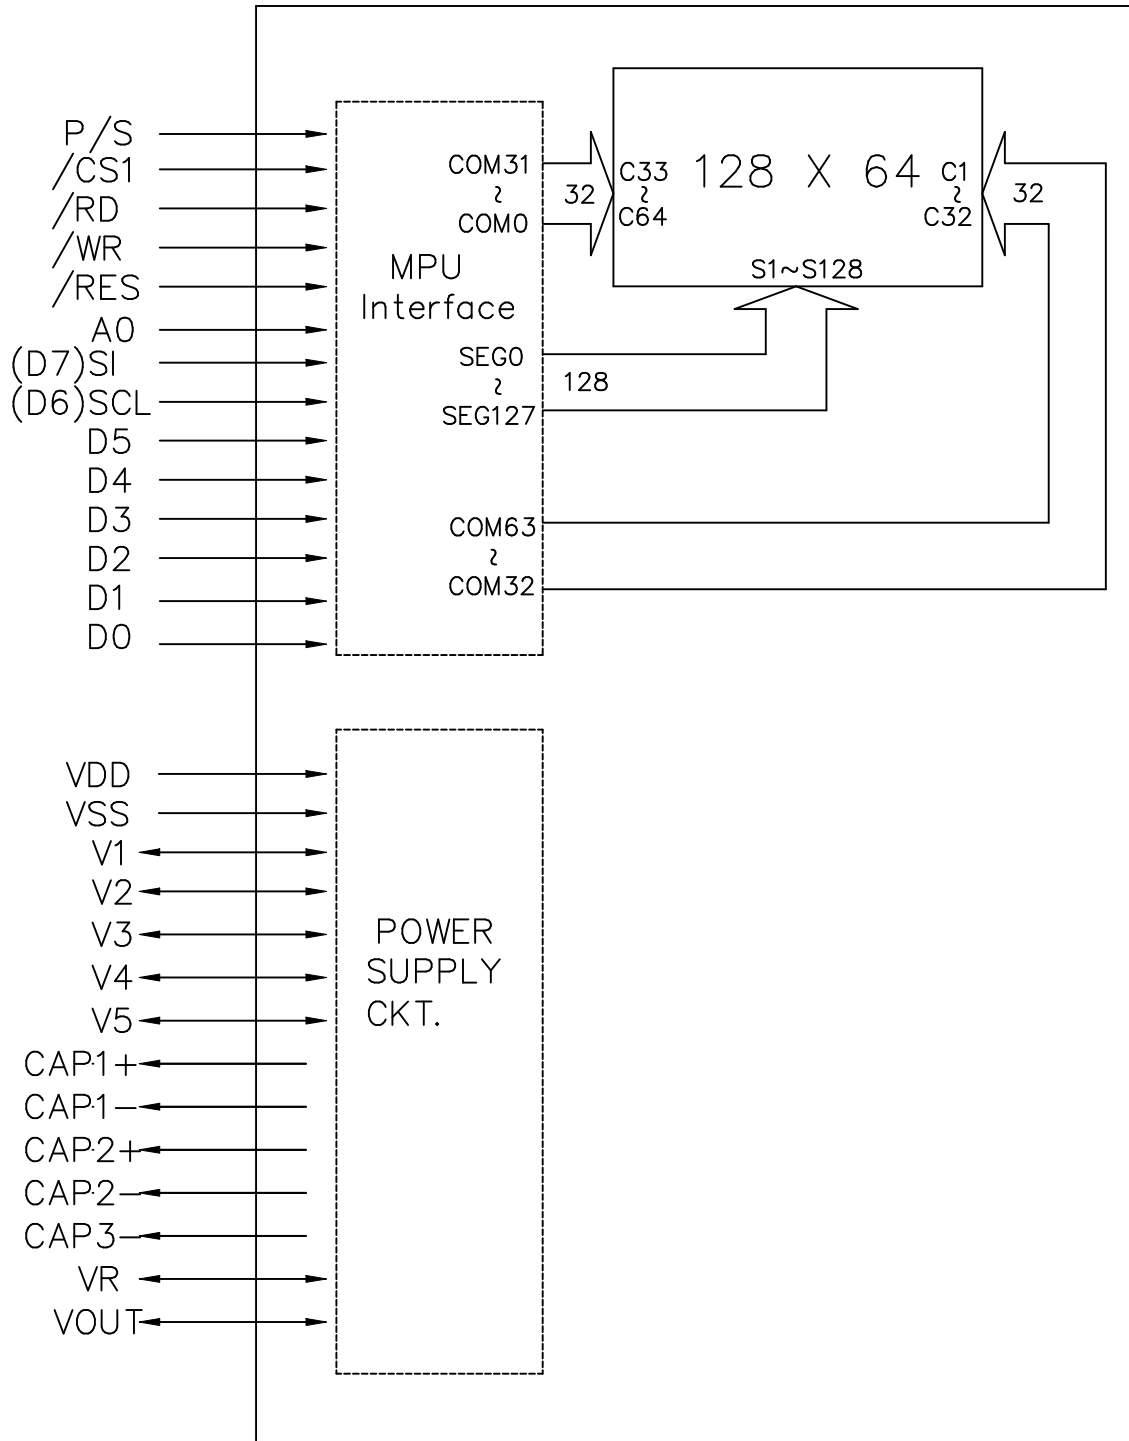 P/S
/CS1
/RD
/WR
/RES
A0
(D7)SI
(D6)SCL
D5
D4
D3
D2
D1
D0
COM31
~
COM0
MPU
Interface
SEG0
~
SEG127
COM63
~
COM32
32
128
C33
~
C64
128 X 64
C1
~
C32
S1~S128
32
VDD
VSS
V1
V2
V3
V4
V5
CAP1+
CAP1-
CAP2+
CAP2-
CAP3-
VR
VOUT
POWER
SUPPLY
CKT.